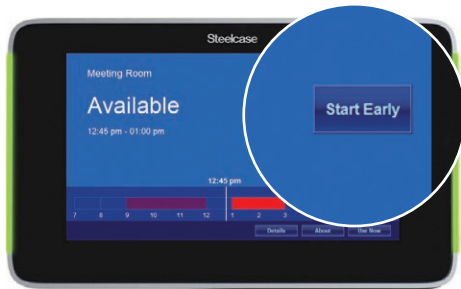 Steelcase
Meeting Room
Available
12:45 pm - 01:00 pm
Start Early
12:45 pm
7 8 9 10 11 12 1 2 3
Details About Use Now